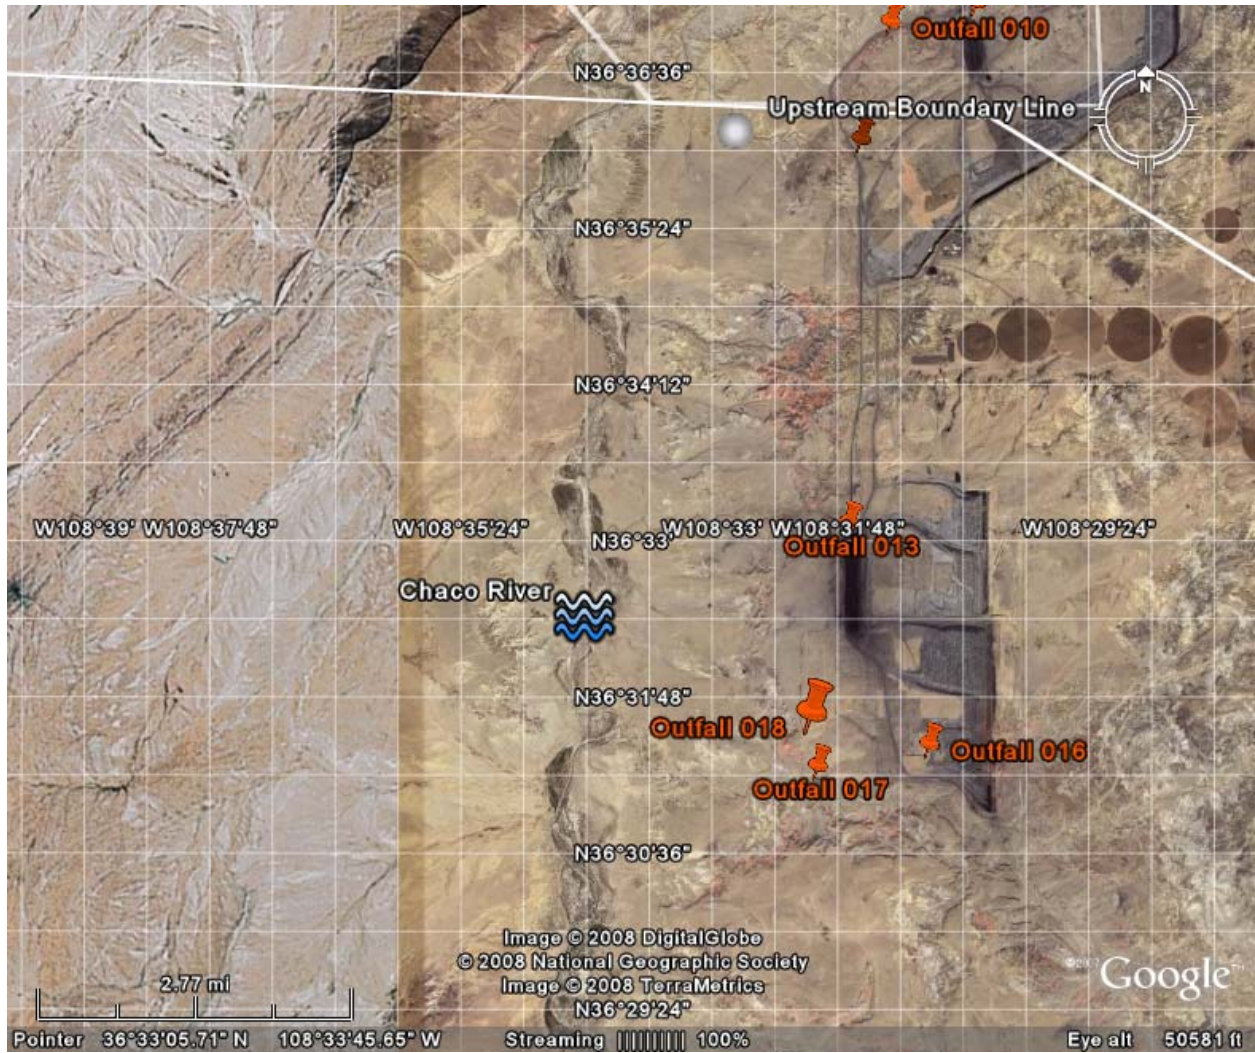 Outfall 010
N36°36'36"
N
Upstream Boundary Line
N36°35'24"
N36°34'12"
W108°39' W108°37'48" W108°35'24" W108°33' W108°31'48" W108°29'24"
N36°33'
Outfall 013
Chaco River
N36°31'48"
Outfall 018
Outfall 016
Outfall 017
N36°30'36"
Image © 2008 DigitalGlobe
© 2008 National Geographic Society
Image © 2008 TerraMetrics
©2007 Google™
2.77 mi
N36°29'24"
Pointer 36°33'05.71" N 108°33'45.65" W Streaming |||||||||| 100% Eye alt 50581 ft